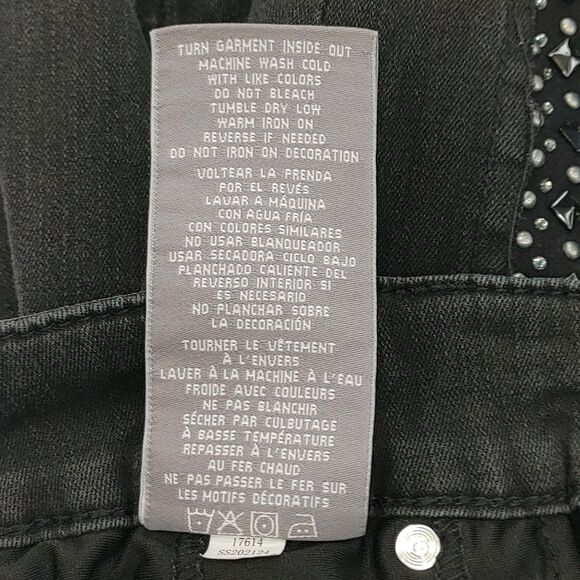 TURN GARMENT INSIDE OUT
MACHINE WASH COLD
WITH LIKE COLORS
DO NOT BLEACH
TUMBLE DRY LOW
WARM IRON ON
REVERSE IF NEEDED
DO NOT IRON ON DECORATION
VOLTEAR LA PRENDA
POR EL REVÉS
LAVAR A MÁQUINA
CON AGUA FRÍA
CON COLORES SIMILARES
NO USAR BLANQUEADOR
USAR SECADORA CICLO BAJO
PLANCHADO CALIENTE DEL
REVERSO INTERIOR SI
ES NECESARIO
NO PLANCHAR SOBRE
LA DECORACIÓN
TOURNER LE VÊTEMENT
À L'ENVERS
LAVER À LA MACHINE À L'EAU
FROIDE AVEC COULEURS
NE PAS BLANCHIR
SÉCHER PAR CULBUTAGE
À BASSE TEMPÉRATURE
REPASSER À L'ENVERS
AU FER CHAUD
NE PAS PASSER LE FER SUR
LES MOTIFS DÉCORATIFS
17614
SS202124